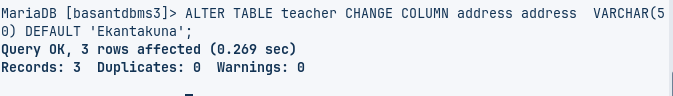 MariaDB [basantdbms3]> ALTER TABLE teacher CHANGE COLUMN address address  VARCHAR(5
0) DEFAULT 'Ekantakuna';
Query OK, 3 rows affected (0.269 sec)
Records: 3  Duplicates: 0  Warnings: 0